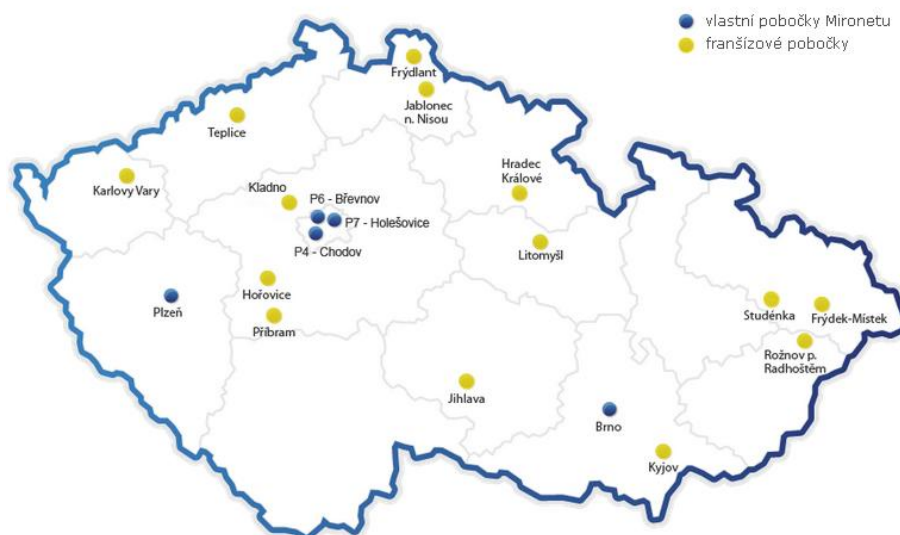 vlastní pobočky Mironetu
franšízové pobočky
Frýdlant
Jablonec
n. Nisou
Teplice
Hradec
Králové
Karlovy Vary
Kladno
P6 - Břevnov
P7 - Holešovice
P4 - Chodov
Litomyšl
Hořovice
Plzeň
Příbram
Studénka
Frýdek-Místek
Rožnov p.
Radhoštěm
Jihlava
Brno
Kyjov